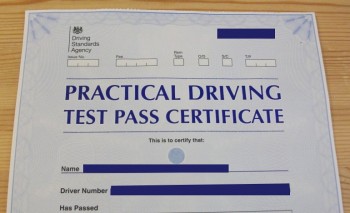 Driving
Standards
Agency
PRACTICAL DRIVING
TEST PASS CERTIFICATE
This is to certify that:
Name
Driver Number
Has Passed